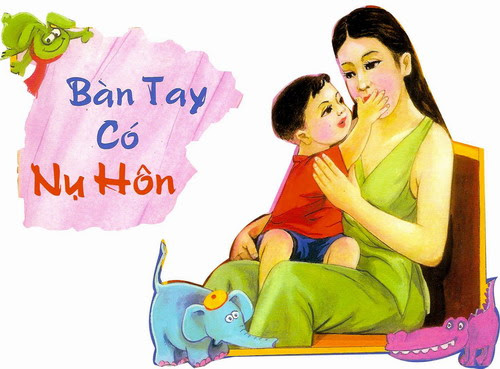 Bàn Tay
Có
Nụ Hôn